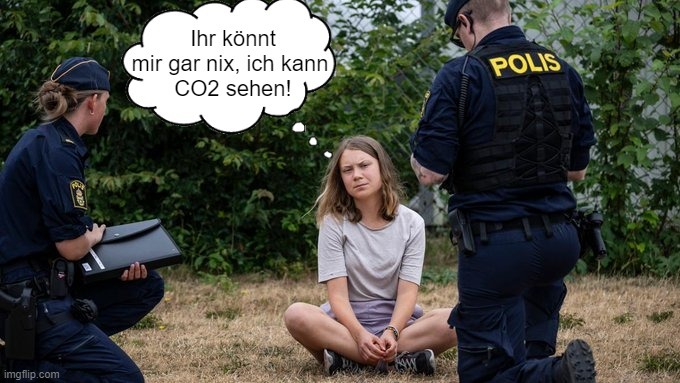 Ihr könnt
mir gar nix, ich kann
CO2 sehen!
POLIS
imgflip.com